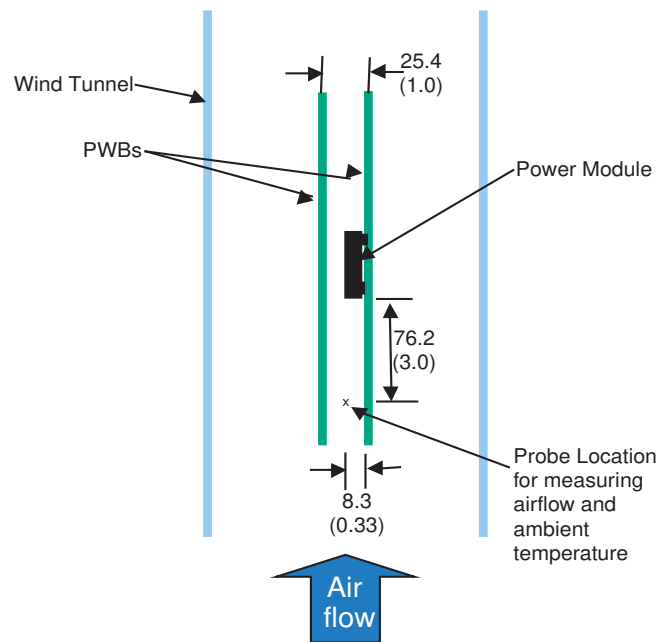 25.4
(1.0)
Wind Tunnel
PWBs
Power Module
76.2
(3.0)
x
Probe Location
for measuring
airflow and
ambient
temperature
8.3
(0.33)
Air
flow